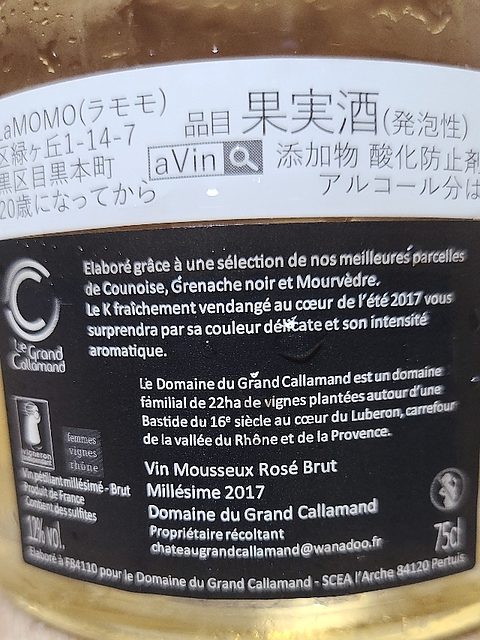 LaMOMO(ラモモ)
区緑ヶ丘1-14-7
黒区目黒本町
20歳になってから
品目 果実酒(発泡性)
aVin
添加物 酸化防止剤
アルコール分は
Elaboré grâce à une sélection de nos meilleures parcelles
de Counoise, Grenache noir et Mourvèdre.
Le K fraîchement vendangé au cœur de l'été 2017 vous
surprendra par sa couleur délicate et son intensité
aromatique.
Le Grand
Callamand
Le Domaine du Grand Callamand est un domaine
familial de 22ha de vignes plantées autour d'une
Bastide du 16e siècle au cœur du Luberon, carrefour
de la vallée du Rhône et de la Provence.
vigneron
femmes
vignes
rhône
Vin pétillant millésimé - Brut
Produit de France
Contient des sulfites
12% vol.
Vin Mousseux Rosé Brut
Millésime 2017
Domaine du Grand Callamand
Propriétaire récoltant
chateaugrandcallamand@wanadoo.fr
75cl
Elaboré à F84110 pour le Domaine du Grand Callamand - SCEA l'Arche 84120 Pertuis